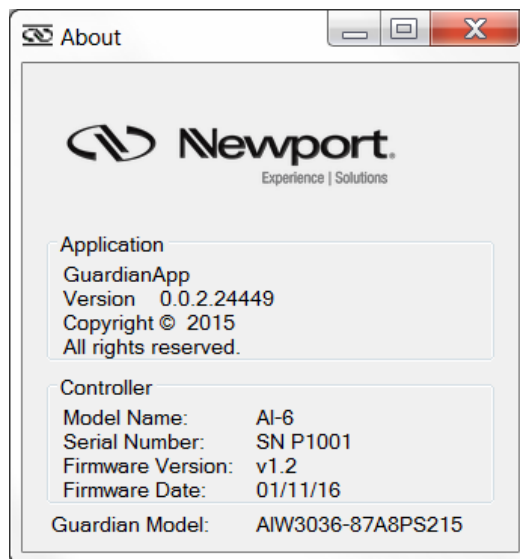 About
Newport.
Experience | Solutions
Application
GuardianApp
Version 0.0.2.24449
Copyright © 2015
All rights reserved.
Controller
Model Name: AI-6
Serial Number: SN P1001
Firmware Version: v1.2
Firmware Date: 01/11/16
Guardian Model: AIW3036-87A8PS215